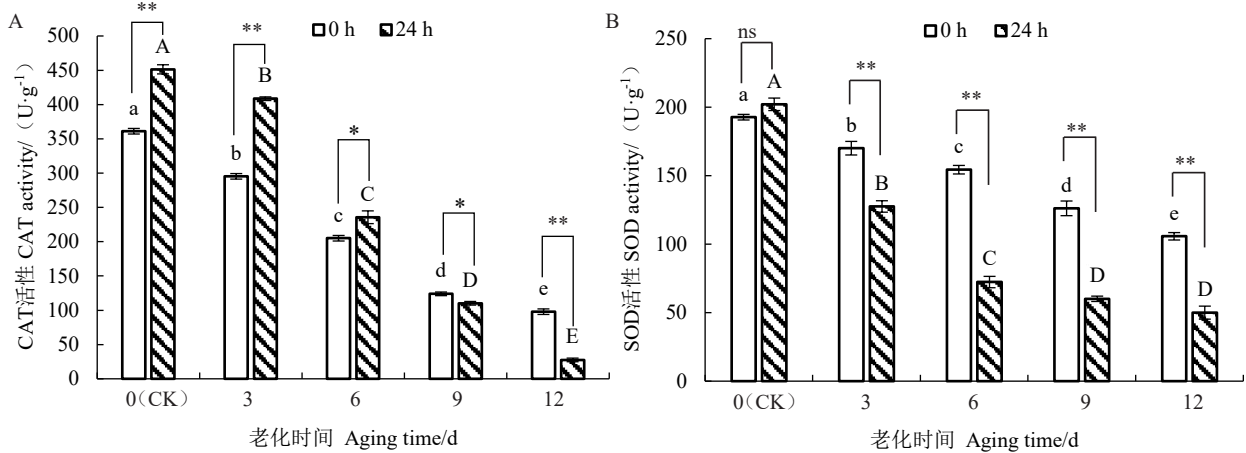 A
CAT活性 CAT activity/（U·g⁻¹）
500
450
400
350
300
250
200
150
100
50
0
0 h 24 h
**
**
*
*
**
a A
b B
c C
d D
e E
0（CK） 3 6 9 12
老化时间 Aging time/d
B
SOD活性 SOD activity/（U·g⁻¹）
250
200
150
100
50
0
0 h 24 h
ns
**
**
**
**
a A
b B
c C
d D
e D
0（CK） 3 6 9 12
老化时间 Aging time/d